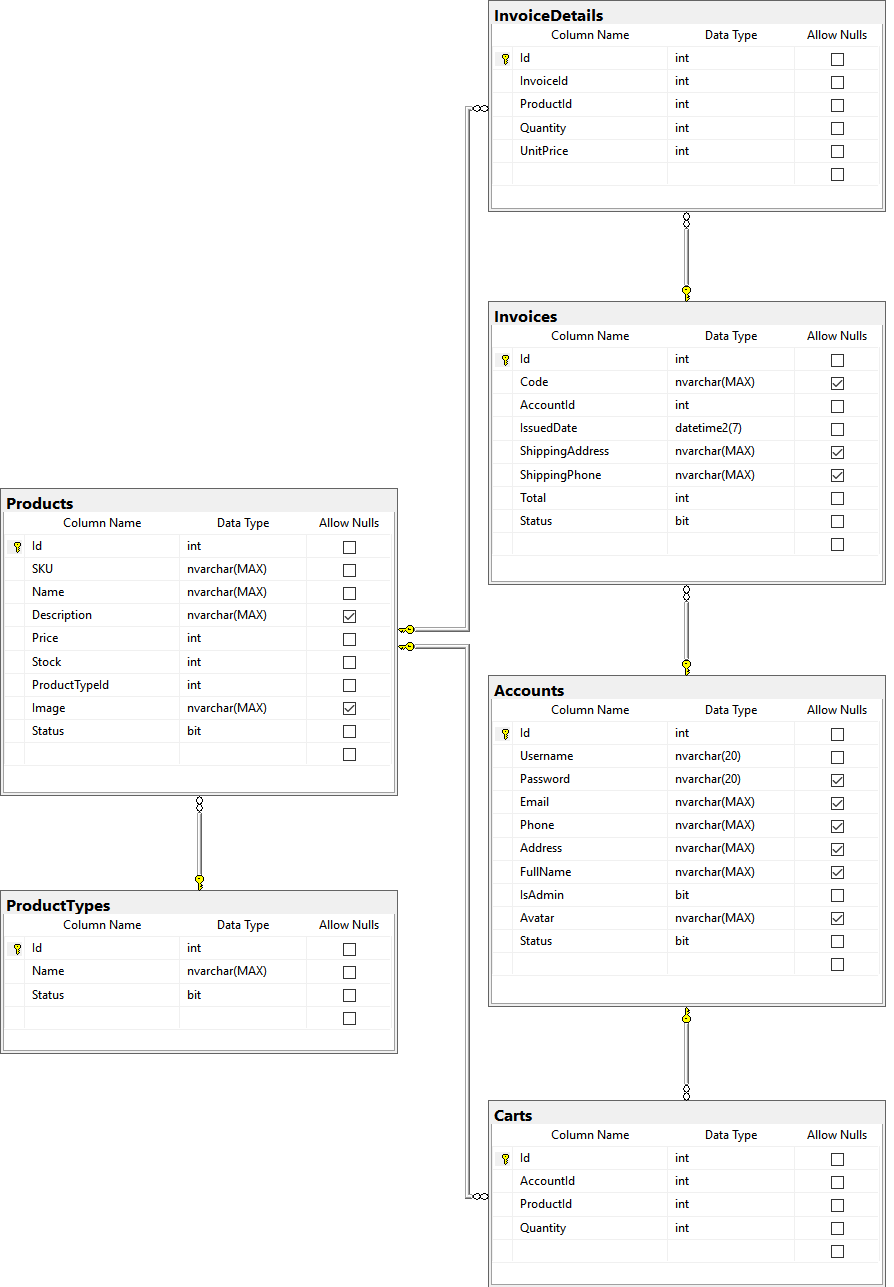 InvoiceDetails
Column Name Data Type Allow Nulls
Id int
InvoiceId int
ProductId int
Quantity int
UnitPrice int
Invoices
Column Name Data Type Allow Nulls
Id int
Code nvarchar(MAX)
AccountId int
IssuedDate datetime2(7)
ShippingAddress nvarchar(MAX)
ShippingPhone nvarchar(MAX)
Total int
Status bit
Products
Column Name Data Type Allow Nulls
Id int
SKU nvarchar(MAX)
Name nvarchar(MAX)
Description nvarchar(MAX)
Price int
Stock int
ProductTypeId int
Image nvarchar(MAX)
Status bit
Accounts
Column Name Data Type Allow Nulls
Id int
Username nvarchar(20)
Password nvarchar(20)
Email nvarchar(MAX)
Phone nvarchar(MAX)
Address nvarchar(MAX)
FullName nvarchar(MAX)
IsAdmin bit
Avatar nvarchar(MAX)
Status bit
ProductTypes
Column Name Data Type Allow Nulls
Id int
Name nvarchar(MAX)
Status bit
Carts
Column Name Data Type Allow Nulls
Id int
AccountId int
ProductId int
Quantity int